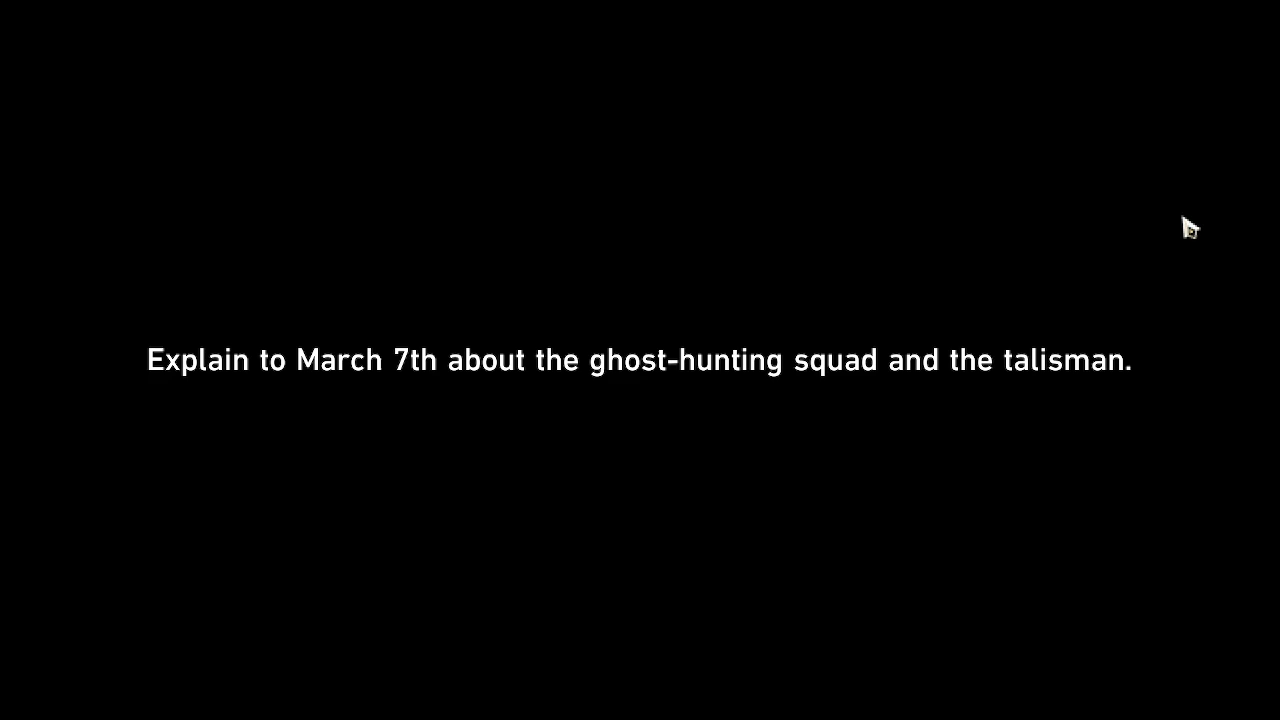 Explain to March 7th about the ghost-hunting squad and the talisman.